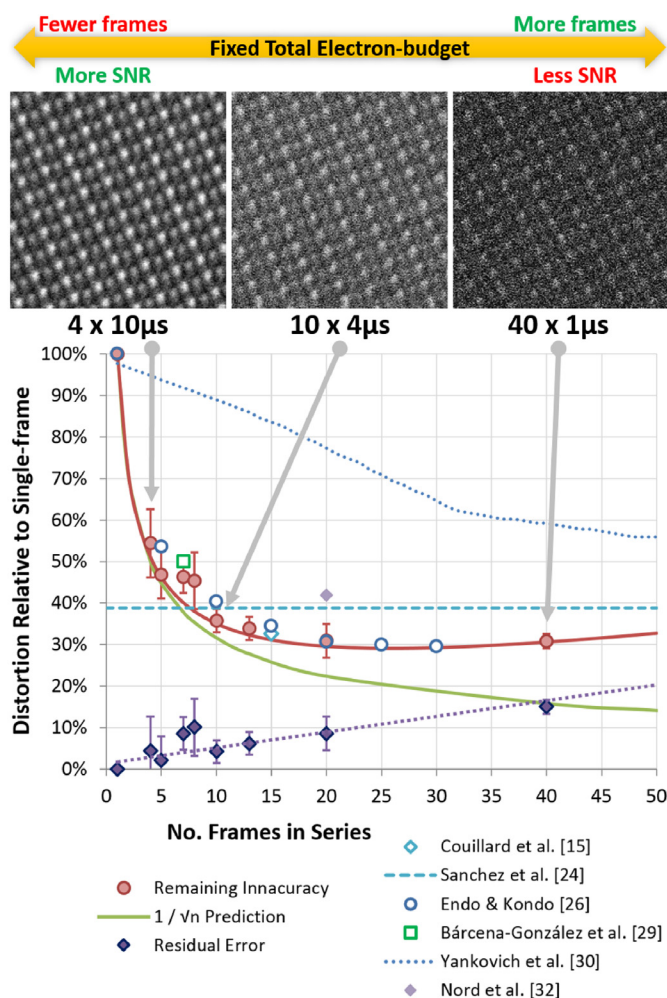 Fewer frames
More frames
Fixed Total Electron-budget
More SNR
Less SNR
4 x 10µs
10 x 4µs
40 x 1µs
100%
90%
80%
70%
60%
50%
40%
30%
20%
10%
0%
Distortion Relative to Single-frame
0
5
10
15
20
25
30
35
40
45
50
No. Frames in Series
Remaining Innacuracy
1 / √n Prediction
Residual Error
Couillard et al. [15]
Sanchez et al. [24]
Endo & Kondo [26]
Bárcena-González et al. [29]
Yankovich et al. [30]
Nord et al. [32]